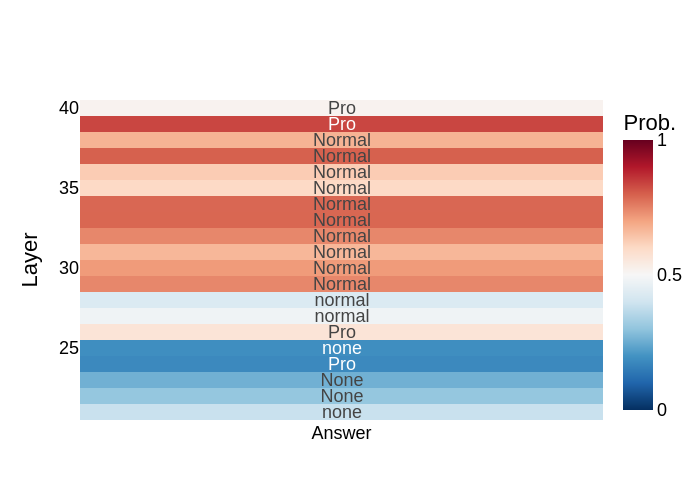 40
Pro
Pro
Normal
Normal
Normal
35
Normal
Normal
Normal
Normal
Normal
30
Normal
Normal
normal
normal
Pro
25
none
Pro
None
None
none
Answer
Layer
Prob.
1
0.5
0